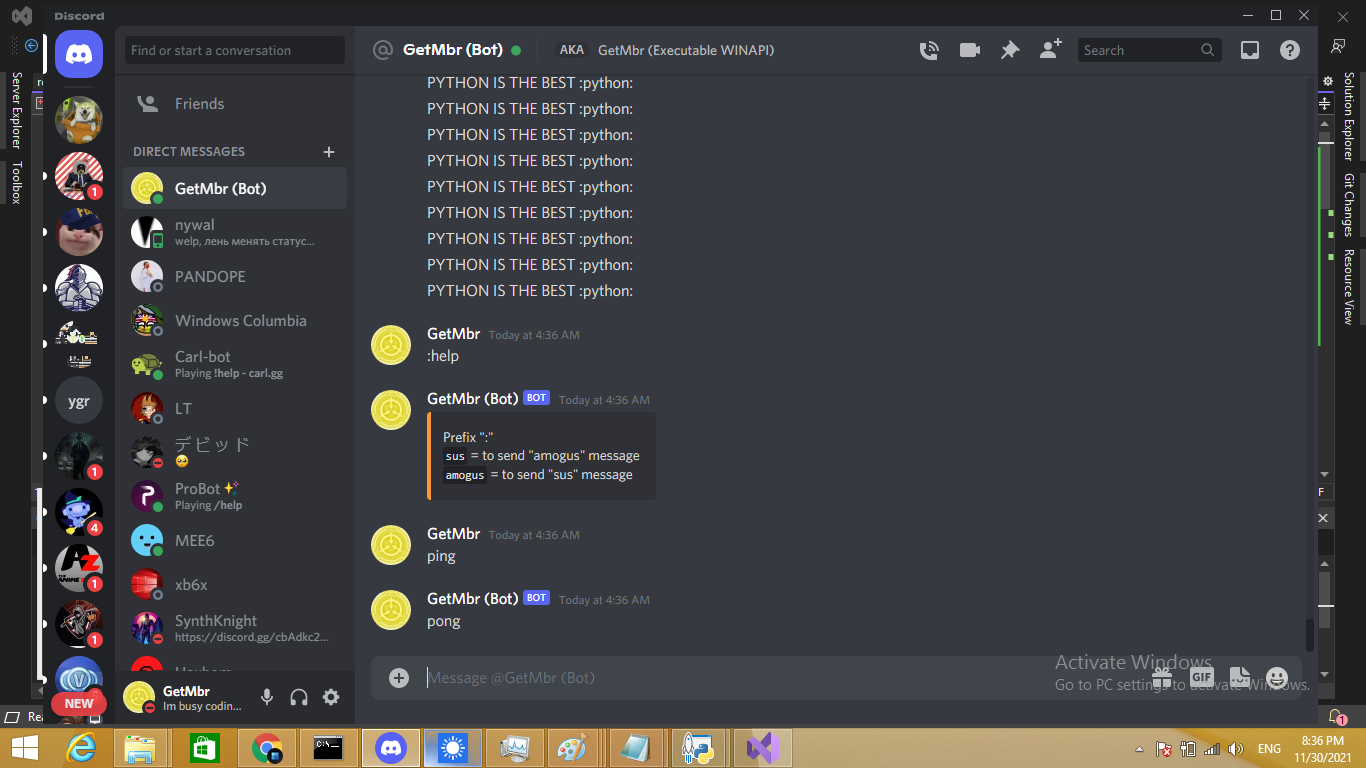 Discord
Find or start a conversation
GetMbr (Bot)
AKA
GetMbr (Executable WINAPI)
Search
Server Explorer
Toolbox
Friends
DIRECT MESSAGES
GetMbr (Bot)
nywal
welp, лень менять статус...
PANDOPE
Windows Columbia
Carl-bot
Playing !help - carl.gg
LT
デビッド
ProBot
Playing /help
MEE6
xb6x
SynthKnight
https://discord.gg/cbAdkc2...
1
ygr
1
4
AZ
1
1
NEW
GetMbr
Im busy codin...
PYTHON IS THE BEST :python:
PYTHON IS THE BEST :python:
PYTHON IS THE BEST :python:
PYTHON IS THE BEST :python:
PYTHON IS THE BEST :python:
PYTHON IS THE BEST :python:
PYTHON IS THE BEST :python:
PYTHON IS THE BEST :python:
PYTHON IS THE BEST :python:
GetMbr Today at 4:36 AM
:help
GetMbr (Bot) BOT Today at 4:36 AM
Prefix ":"
sus = to send "amogus" message
amogus = to send "sus" message
GetMbr Today at 4:36 AM
ping
GetMbr (Bot) BOT Today at 4:36 AM
pong
Message @GetMbr (Bot)
GIF
Activate Windows
Go to PC settings to activate Windows.
Solution Explorer
Git Changes
Resource View
F
Rea
1
C:\
ENG
8:36 PM
11/30/2021